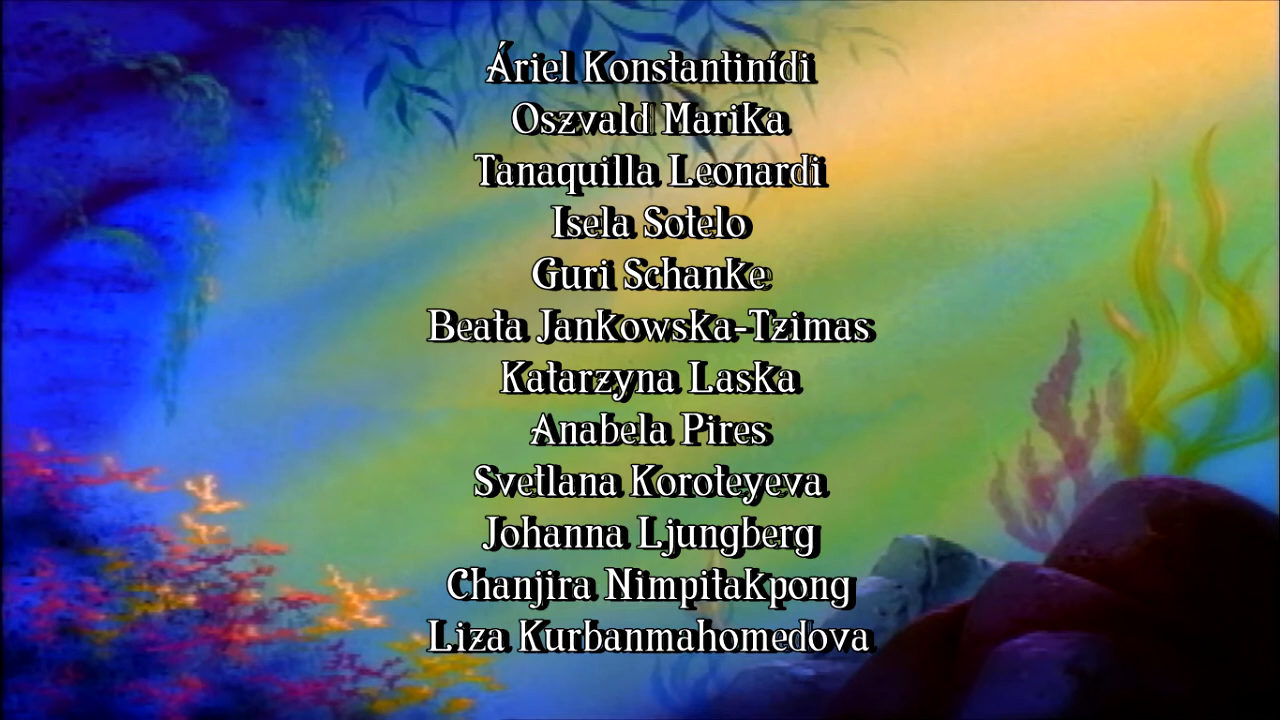 Áriel Konstantinídi
Oszvald Marika
Tanaquilla Leonardi
Isela Sotelo
Guri Schanke
Beata Jankowska-Tzimas
Katarzyna Laska
Anabela Pires
Svetlana Koroteyeva
Johanna Ljungberg
Chanjira Nimpitakpong
Liza Kurbanmahomedova